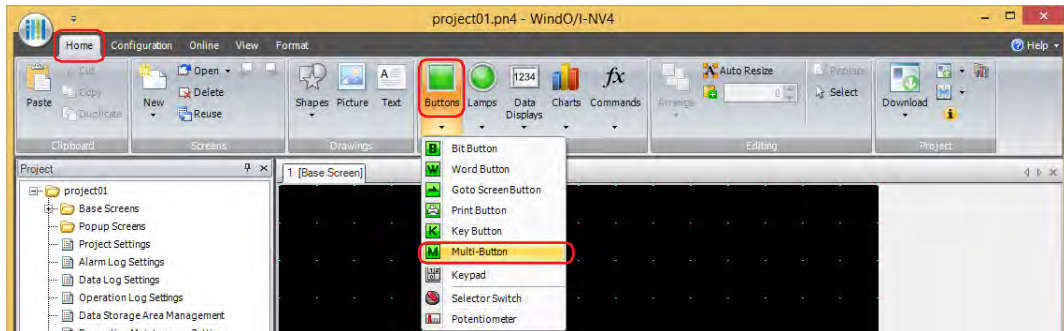 project01.pn4 - WindO/I-NV4
Home Configuration Online View Format Help
Paste
Cut
Copy
Duplicate
Clipboard
New
Open
Delete
Reuse
Screens
Shapes Picture Text
Drawings
Buttons Lamps Data Displays Charts Commands
1234
fx
Arrange
Auto Resize
0
Replace
Select
Editing
Download
Project
Project
project01
Base Screens
Popup Screens
Project Settings
Alarm Log Settings
Data Log Settings
Operation Log Settings
Data Storage Area Management
1 [Base Screen]
B Bit Button
W Word Button
Goto Screen Button
Print Button
K Key Button
M Multi-Button
Keypad
Selector Switch
Potentiometer